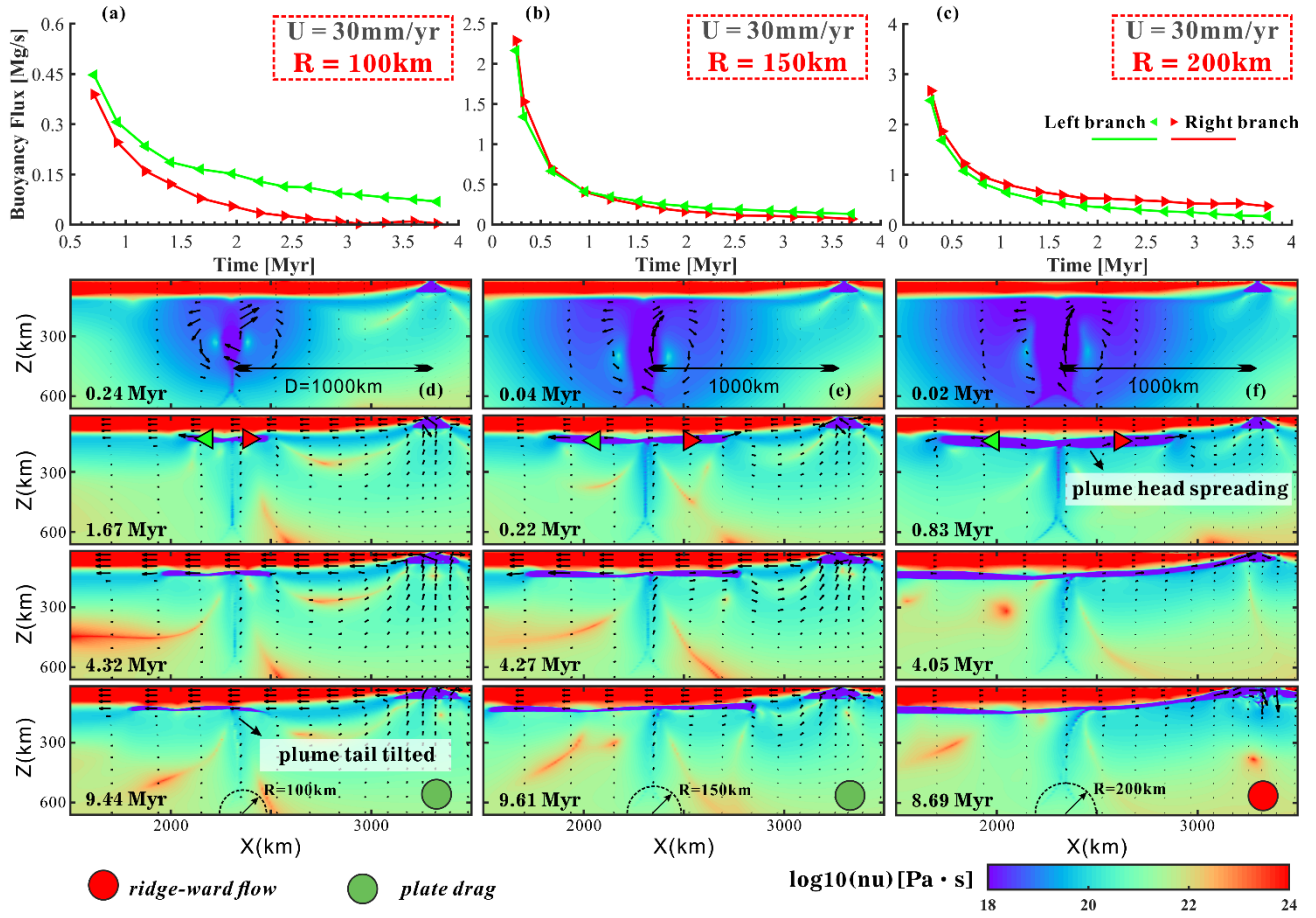 (a)
U = 30mm/yr
R = 100km
Buoyancy Flux [Mg/s]
0.45
0.3
0.15
0
0.5 1 1.5 2 2.5 3 3.5 4
Time [Myr]
(b)
U = 30mm/yr
R = 150km
2.5
2
1.5
1
0.5
0
0 0.5 1 1.5 2 2.5 3 3.5 4
Time [Myr]
(c)
U = 30mm/yr
R = 200km
Left branch Right branch
4
3
2
1
0
0 0.5 1 1.5 2 2.5 3 3.5 4
Time [Myr]
Z(km)
300
600
0.24 Myr
D=1000km
(d)
0.04 Myr
1000km
(e)
0.02 Myr
1000km
(f)
Z(km)
300
600
1.67 Myr
0.22 Myr
0.83 Myr
plume head spreading
Z(km)
300
600
4.32 Myr
4.27 Myr
4.05 Myr
Z(km)
300
600
9.44 Myr
plume tail tilted
R=100km
9.61 Myr
R=150km
8.69 Myr
R=200km
2000 3000
2000 3000
2000 3000
X(km)
X(km)
X(km)
ridge-ward flow
plate drag
log10(nu) [Pa · s]
18 20 22 24